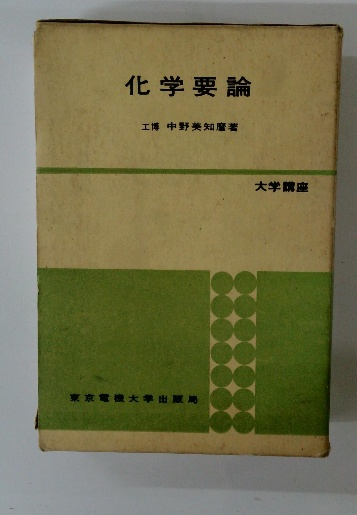 化学要論
工博 中野美知麿著
大学講座
東京電機大学出版局